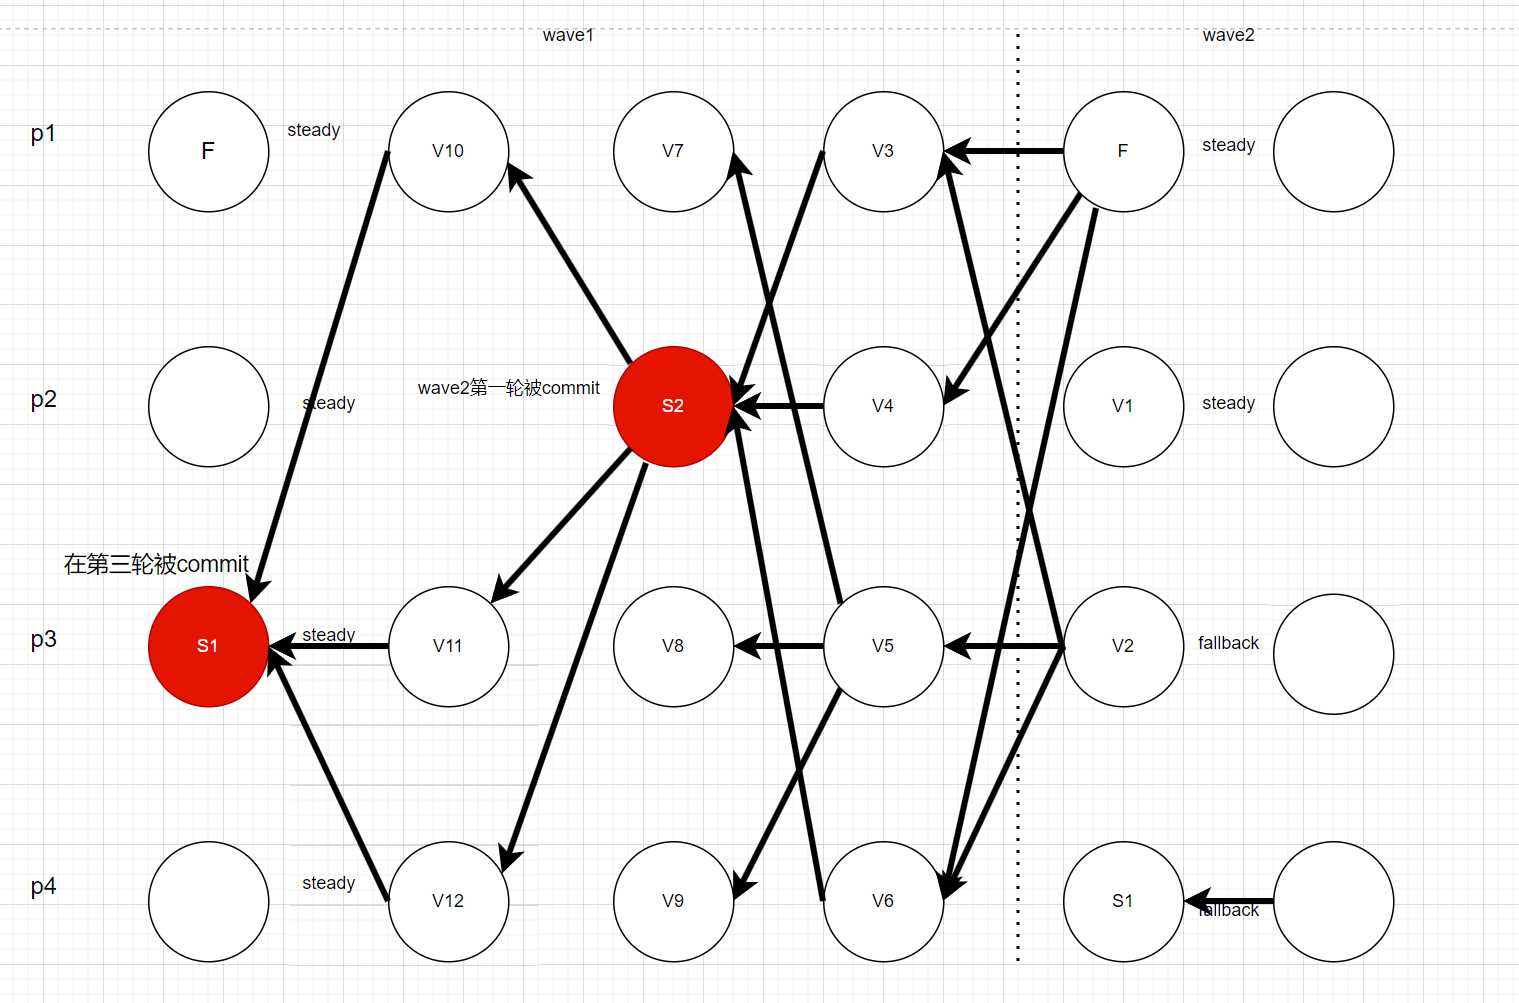 wave1
wave2
p1
F
steady
V10
V7
V3
F
steady
p2
steady
wave2第一轮被commit
S2
V4
V1
steady
在第三轮被commit
p3
S1
steady
V11
V8
V5
V2
fallback
p4
steady
V12
V9
V6
S1
fallback